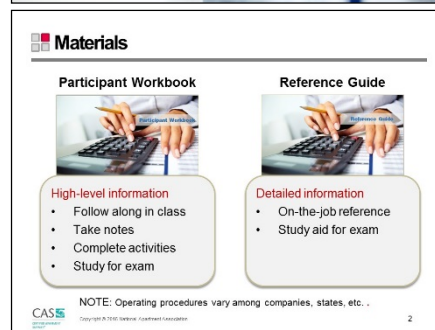 Materials
Participant Workbook
Participant Workbook
High-level information
• Follow along in class
• Take notes
• Complete activities
• Study for exam
Reference Guide
Reference Guide
Detailed information
• On-the-job reference
• Study aid for exam
NOTE: Operating procedures vary among companies, states, etc. .
CAS
Copyright © National Apartment Association
2